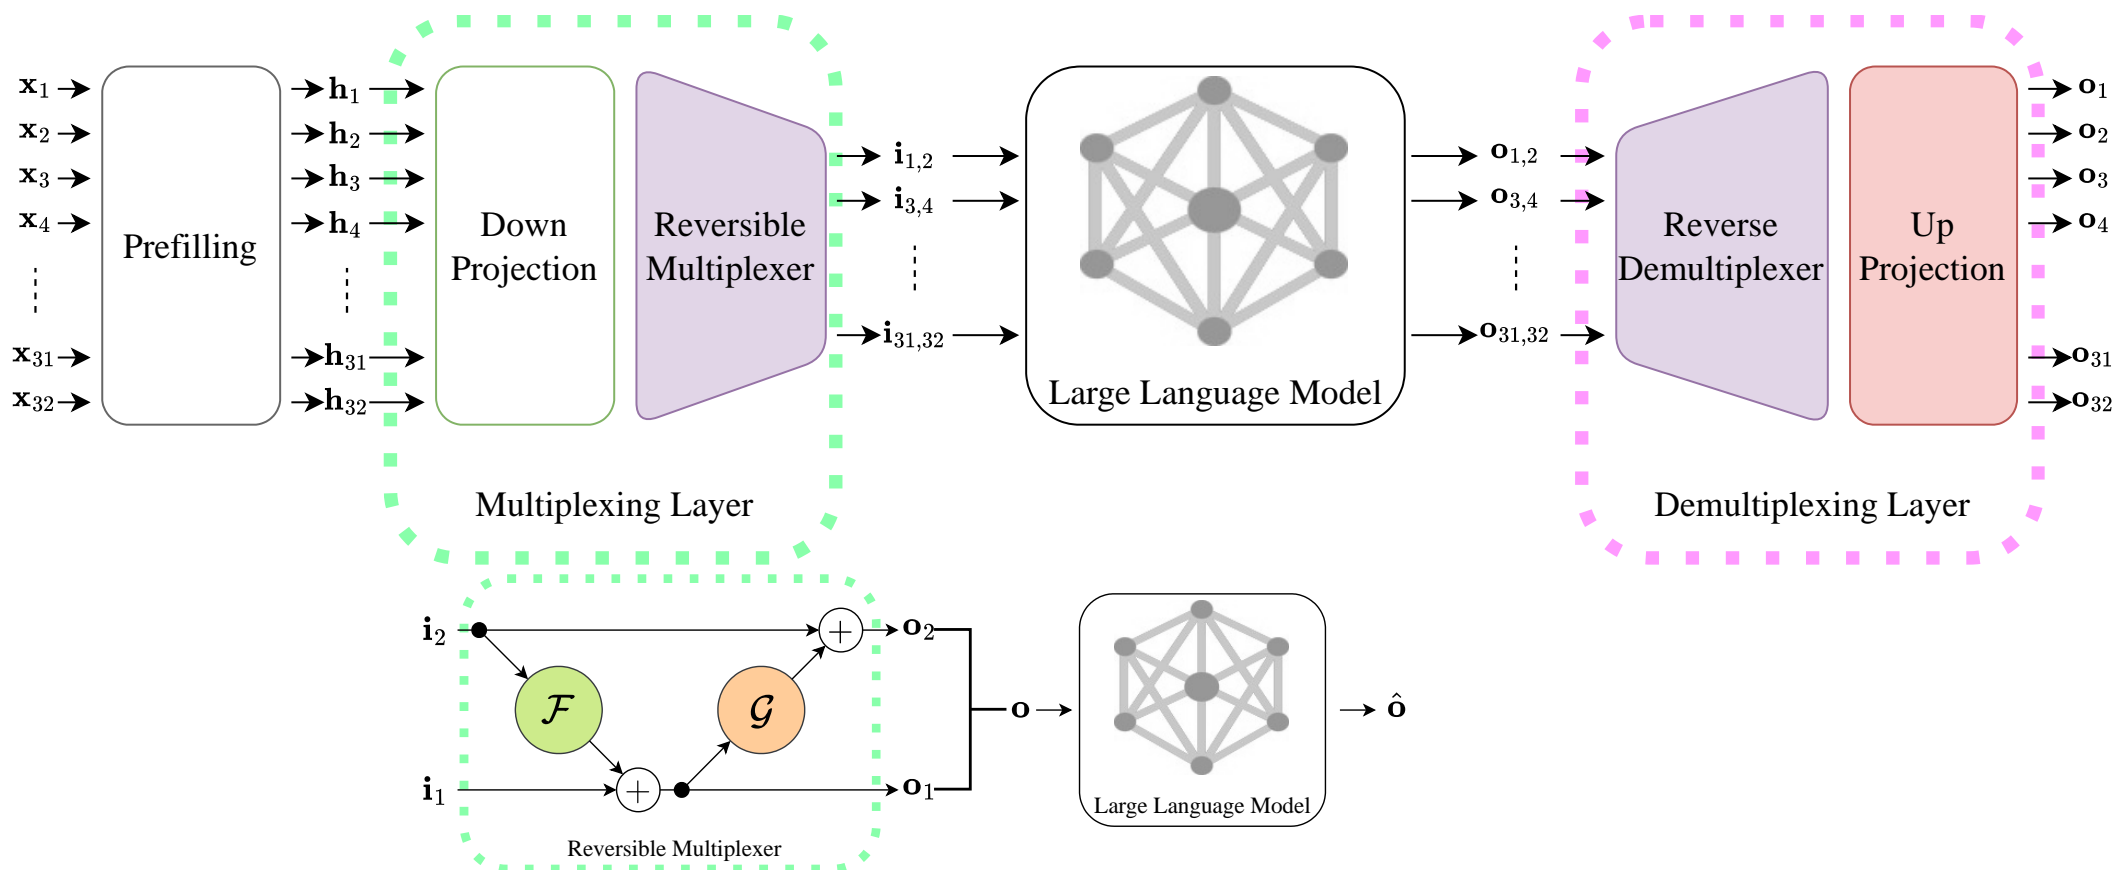 x₁
x₂
x₃
x₄
x₃₁
x₃₂
Prefilling
h₁
h₂
h₃
h₄
h₃₁
h₃₂
Down
Projection
Reversible
Multiplexer
Multiplexing Layer
i₁,₂
i₃,₄
i₃₁,₃₂
Large Language Model
o₁,₂
o₃,₄
o₃₁,₃₂
Reverse
Demultiplexer
Up
Projection
Demultiplexing Layer
o₁
o₂
o₃
o₄
o₃₁
o₃₂
i₂
i₁
ℱ
+
𝒢
+
Reversible Multiplexer
o₂
o₁
o
Large Language Model
ô